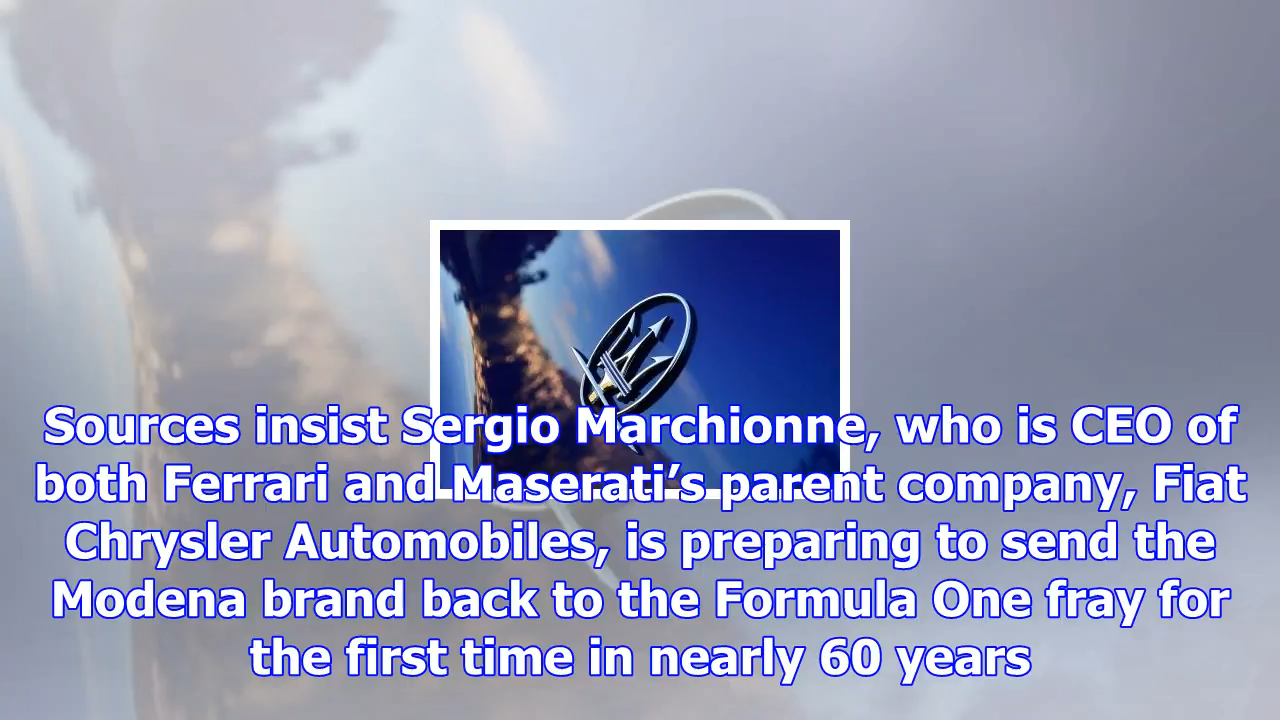 Sources insist Sergio Marchionne, who is CEO of
both Ferrari and Maserati’s parent company, Fiat
Chrysler Automobiles, is preparing to send the
Modena brand back to the Formula One fray for
the first time in nearly 60 years